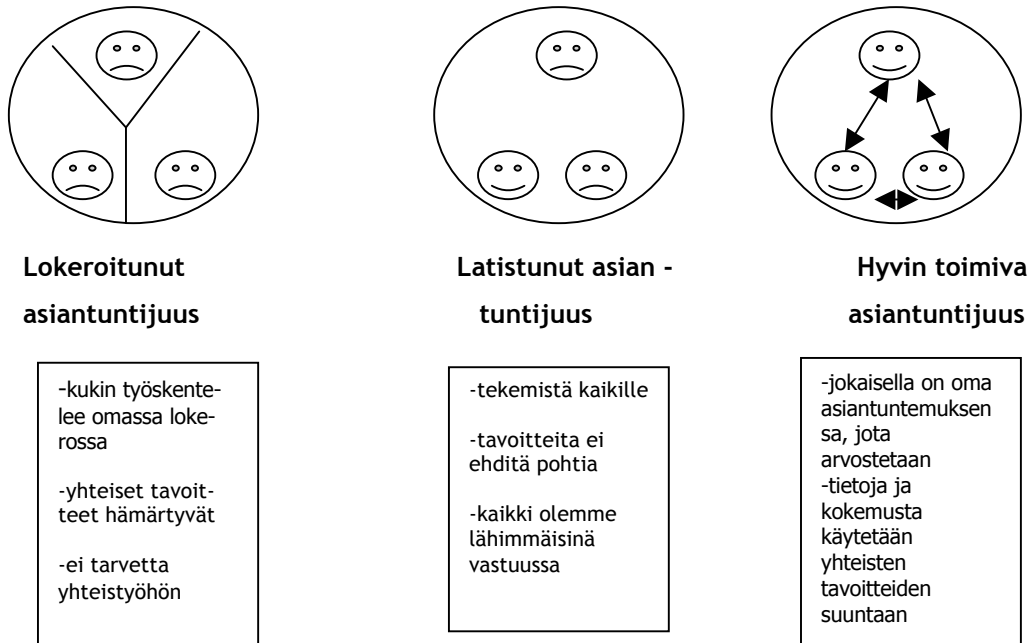 Lokeroitunut
asiantuntijuus
Latistunut asian -
tuntijuus
Hyvin toimiva
asiantuntijuus
-kukin työskente-
lee omassa loke-
rossa
-yhteiset tavoit-
teet hämärtyvät
-ei tarvetta
yhteistyöhön
-tekemistä kaikille
-tavoitteita ei
ehditä pohtia
-kaikki olemme
lähimmäisinä
vastuussa
-jokaisella on oma
asiantuntemuksen
sa, jota
arvostetaan
-tietoja ja
kokemusta
käytetään
yhteisten
tavoitteiden
suuntaan